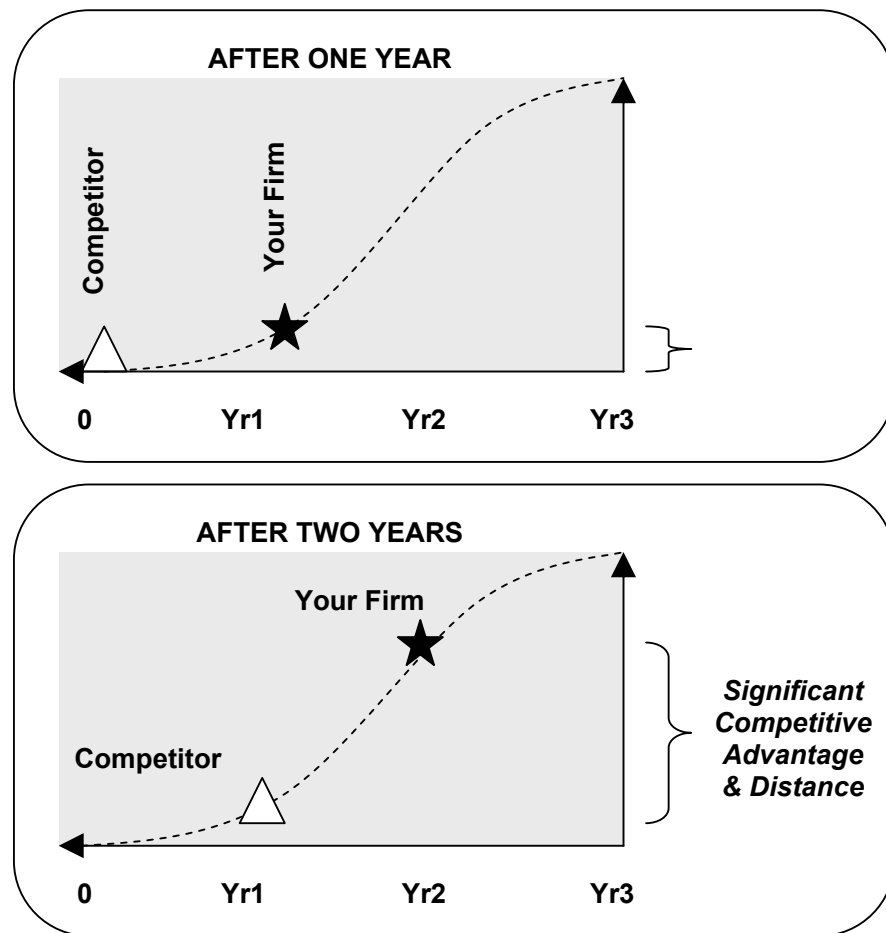 AFTER ONE YEAR
Competitor
Your Firm
0 Yr1 Yr2 Yr3
AFTER TWO YEARS
Your Firm
Competitor
Significant
Competitive
Advantage
& Distance
0 Yr1 Yr2 Yr3